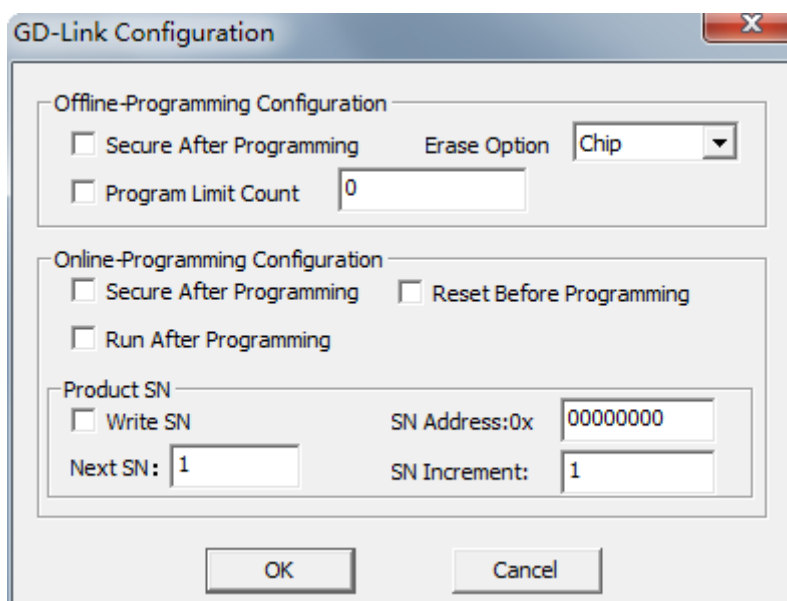 GD-Link Configuration
Offline-Programming Configuration
Secure After Programming Erase Option Chip
Program Limit Count 0
Online-Programming Configuration
Secure After Programming Reset Before Programming
Run After Programming
Product SN
Write SN SN Address:0x 00000000
Next SN: 1 SN Increment: 1
OK Cancel